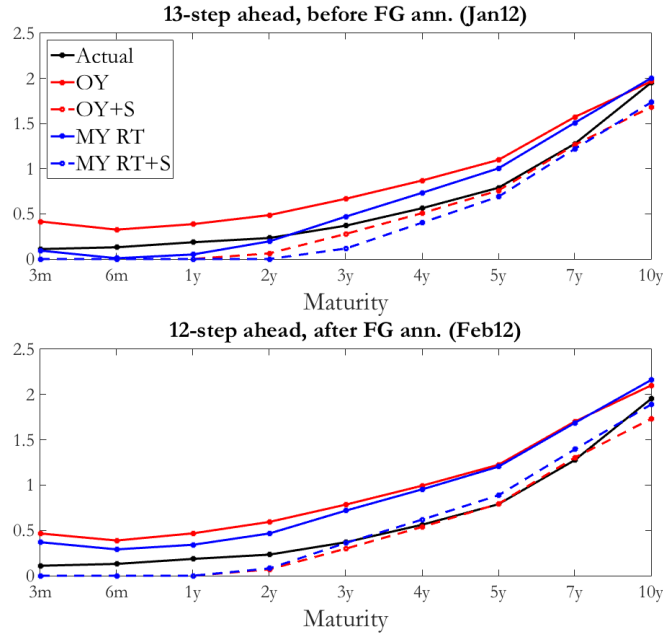 13-step ahead, before FG ann. (Jan12)
2.5
2
1.5
1
0.5
0
Actual
OY
OY+S
MY RT
MY RT+S
3m 6m 1y 2y 3y 4y 5y 7y 10y
Maturity
12-step ahead, after FG ann. (Feb12)
2.5
2
1.5
1
0.5
0
3m 6m 1y 2y 3y 4y 5y 7y 10y
Maturity